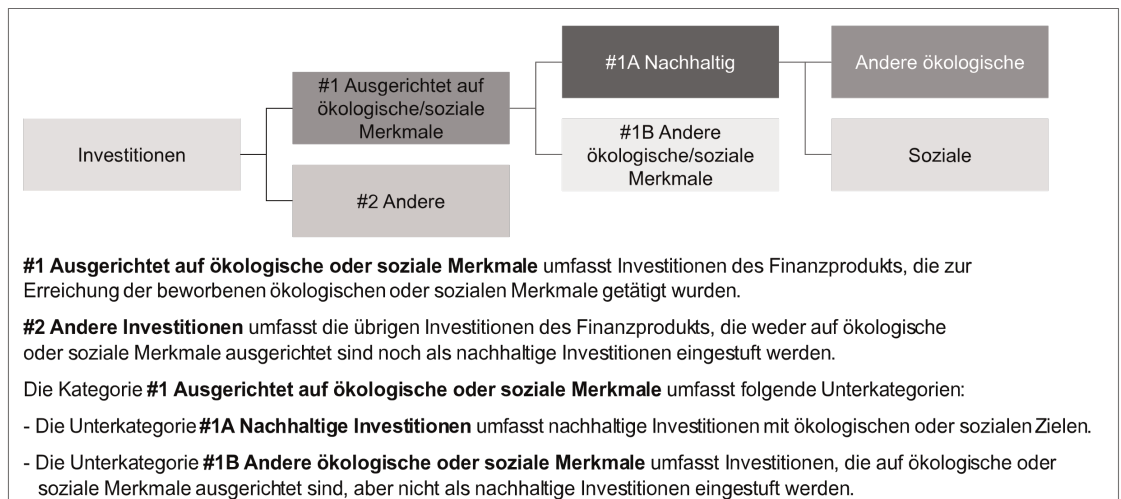 Investitionen
#1 Ausgerichtet auf
ökologische/soziale
Merkmale
#2 Andere
#1A Nachhaltig
#1B Andere
ökologische/soziale
Merkmale
Andere ökologische
Soziale
#1 Ausgerichtet auf ökologische oder soziale Merkmale umfasst Investitionen des Finanzprodukts, die zur
Erreichung der beworbenen ökologischen oder sozialen Merkmale getätigt wurden.
#2 Andere Investitionen umfasst die übrigen Investitionen des Finanzprodukts, die weder auf ökologische
oder soziale Merkmale ausgerichtet sind noch als nachhaltige Investitionen eingestuft werden.
Die Kategorie #1 Ausgerichtet auf ökologische oder soziale Merkmale umfasst folgende Unterkategorien:
- Die Unterkategorie #1A Nachhaltige Investitionen umfasst nachhaltige Investitionen mit ökologischen oder sozialen Zielen.
- Die Unterkategorie #1B Andere ökologische oder soziale Merkmale umfasst Investitionen, die auf ökologische oder
soziale Merkmale ausgerichtet sind, aber nicht als nachhaltige Investitionen eingestuft werden.